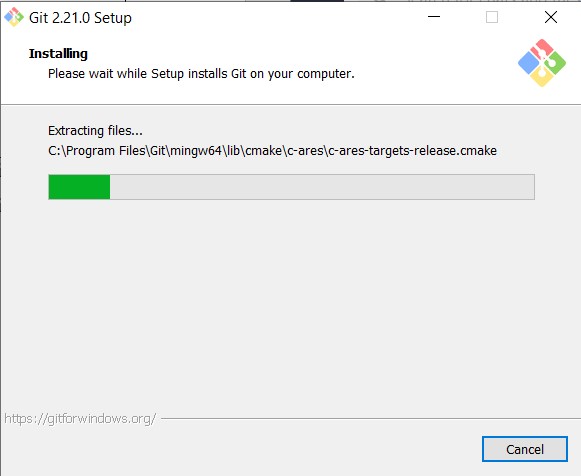 Git 2.21.0 Setup
Installing
Please wait while Setup installs Git on your computer.
Extracting files...
C:\Program Files\Git\mingw64\lib\cmake\c-ares\c-ares-targets-release.cmake
https://gitforwindows.org/
Cancel